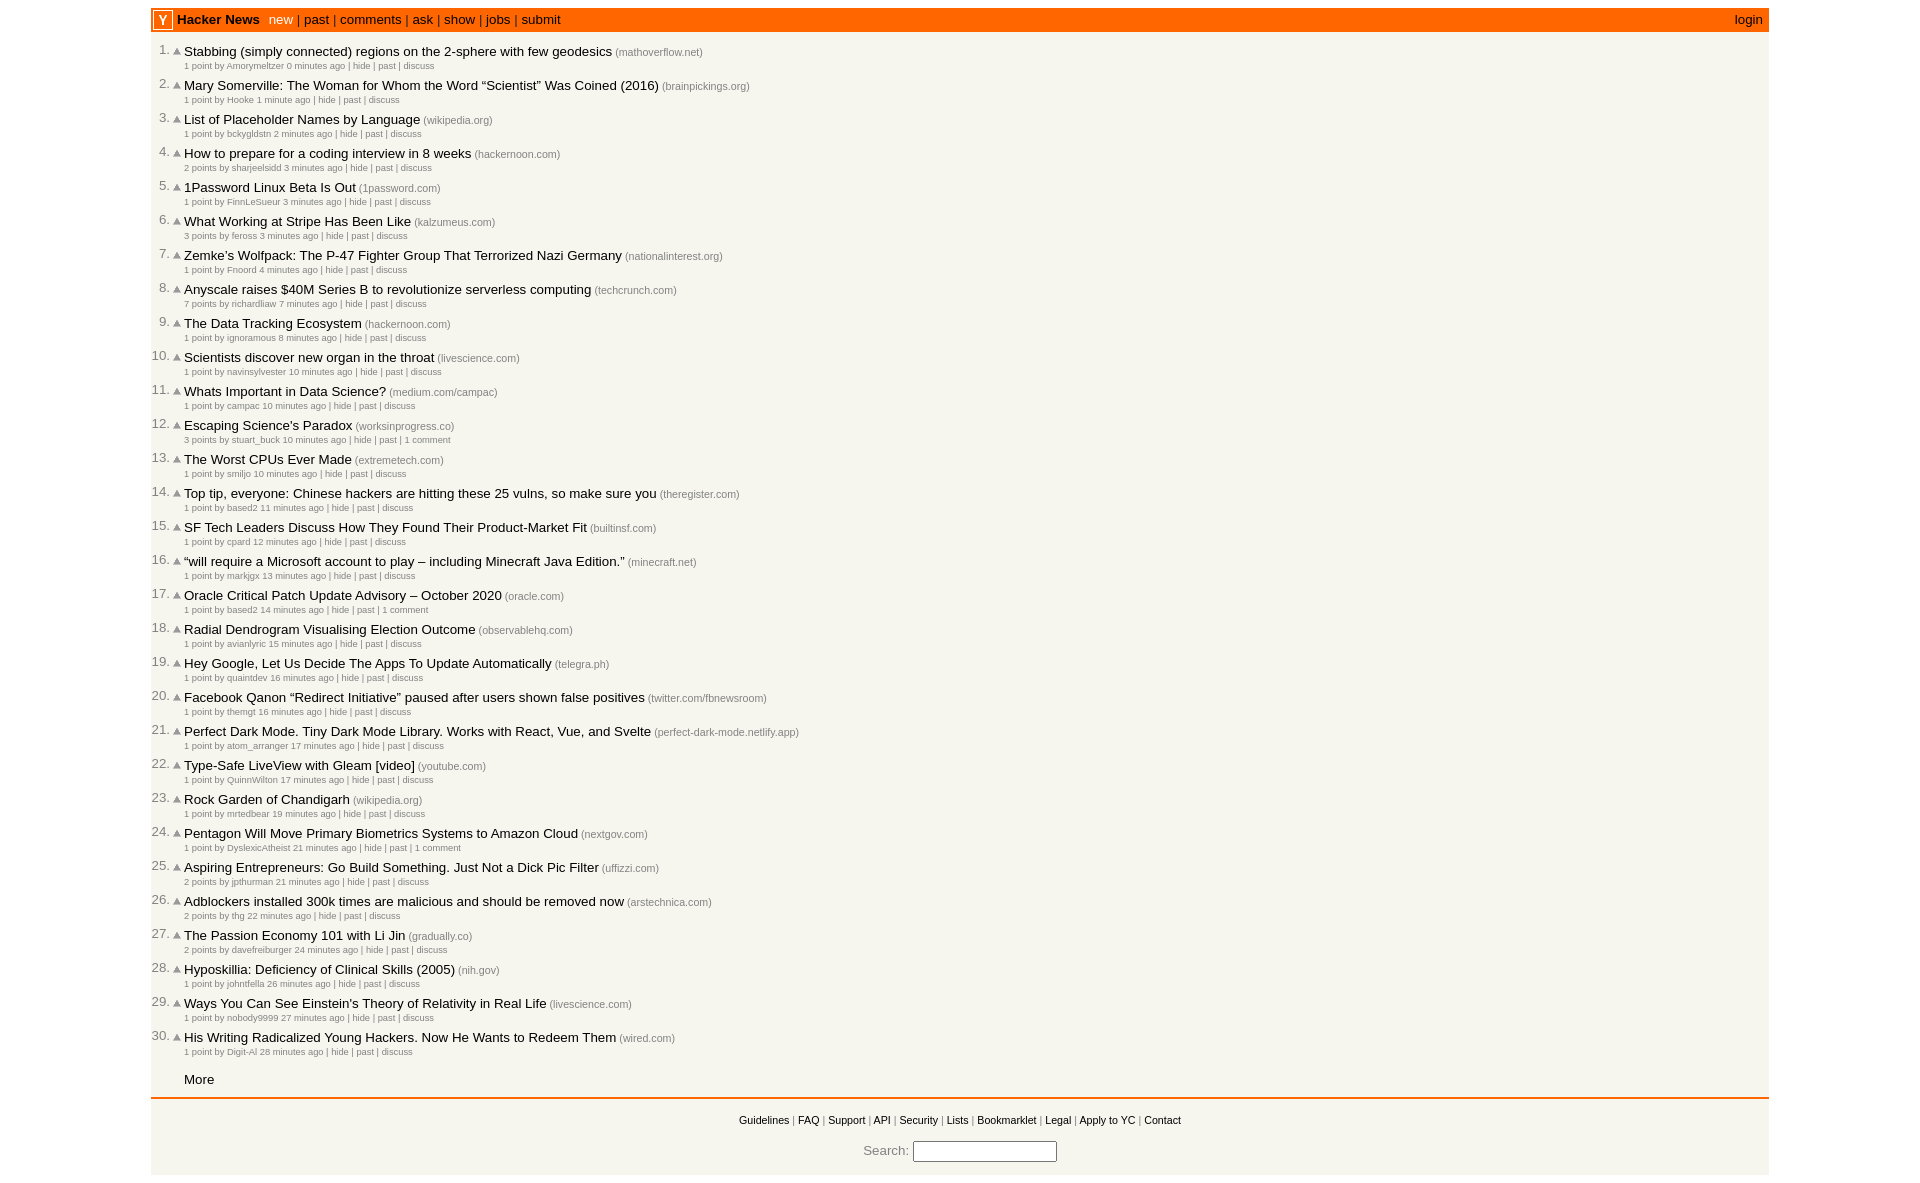 Y Hacker News new | past | comments | ask | show | jobs | submit login
1. Stabbing (simply connected) regions on the 2-sphere with few geodesics (mathoverflow.net)
1 point by Amorymeltzer 0 minutes ago | hide | past | discuss
2. Mary Somerville: The Woman for Whom the Word “Scientist” Was Coined (2016) (brainpickings.org)
1 point by Hooke 1 minute ago | hide | past | discuss
3. List of Placeholder Names by Language (wikipedia.org)
1 point by bckygldstn 2 minutes ago | hide | past | discuss
4. How to prepare for a coding interview in 8 weeks (hackernoon.com)
2 points by sharjeelsidd 3 minutes ago | hide | past | discuss
5. 1Password Linux Beta Is Out (1password.com)
1 point by FinnLeSueur 3 minutes ago | hide | past | discuss
6. What Working at Stripe Has Been Like (kalzumeus.com)
3 points by feross 3 minutes ago | hide | past | discuss
7. Zemke’s Wolfpack: The P-47 Fighter Group That Terrorized Nazi Germany (nationalinterest.org)
1 point by Fnoord 4 minutes ago | hide | past | discuss
8. Anyscale raises $40M Series B to revolutionize serverless computing (techcrunch.com)
7 points by richardliaw 7 minutes ago | hide | past | discuss
9. The Data Tracking Ecosystem (hackernoon.com)
1 point by ignoramous 8 minutes ago | hide | past | discuss
10. Scientists discover new organ in the throat (livescience.com)
1 point by navinsylvester 10 minutes ago | hide | past | discuss
11. Whats Important in Data Science? (medium.com/campac)
1 point by campac 10 minutes ago | hide | past | discuss
12. Escaping Science's Paradox (worksinprogress.co)
3 points by stuart_buck 10 minutes ago | hide | past | 1 comment
13. The Worst CPUs Ever Made (extremetech.com)
1 point by smiljo 10 minutes ago | hide | past | discuss
14. Top tip, everyone: Chinese hackers are hitting these 25 vulns, so make sure you (theregister.com)
1 point by based2 11 minutes ago | hide | past | discuss
15. SF Tech Leaders Discuss How They Found Their Product-Market Fit (builtinsf.com)
1 point by cpard 12 minutes ago | hide | past | discuss
16. “will require a Microsoft account to play – including Minecraft Java Edition.” (minecraft.net)
1 point by markjgx 13 minutes ago | hide | past | discuss
17. Oracle Critical Patch Update Advisory – October 2020 (oracle.com)
1 point by based2 14 minutes ago | hide | past | 1 comment
18. Radial Dendrogram Visualising Election Outcome (observablehq.com)
1 point by avianlyric 15 minutes ago | hide | past | discuss
19. Hey Google, Let Us Decide The Apps To Update Automatically (telegra.ph)
1 point by quaintdev 16 minutes ago | hide | past | discuss
20. Facebook Qanon “Redirect Initiative” paused after users shown false positives (twitter.com/fbnewsroom)
1 point by themgt 16 minutes ago | hide | past | discuss
21. Perfect Dark Mode. Tiny Dark Mode Library. Works with React, Vue, and Svelte (perfect-dark-mode.netlify.app)
1 point by atom_arranger 17 minutes ago | hide | past | discuss
22. Type-Safe LiveView with Gleam [video] (youtube.com)
1 point by QuinnWilton 17 minutes ago | hide | past | discuss
23. Rock Garden of Chandigarh (wikipedia.org)
1 point by mrtedbear 19 minutes ago | hide | past | discuss
24. Pentagon Will Move Primary Biometrics Systems to Amazon Cloud (nextgov.com)
1 point by DyslexicAtheist 21 minutes ago | hide | past | 1 comment
25. Aspiring Entrepreneurs: Go Build Something. Just Not a Dick Pic Filter (uffizzi.com)
2 points by jpthurman 21 minutes ago | hide | past | discuss
26. Adblockers installed 300k times are malicious and should be removed now (arstechnica.com)
2 points by thg 22 minutes ago | hide | past | discuss
27. The Passion Economy 101 with Li Jin (gradually.co)
2 points by davefreiburger 24 minutes ago | hide | past | discuss
28. Hyposkillia: Deficiency of Clinical Skills (2005) (nih.gov)
1 point by johntfella 26 minutes ago | hide | past | discuss
29. Ways You Can See Einstein's Theory of Relativity in Real Life (livescience.com)
1 point by nobody9999 27 minutes ago | hide | past | discuss
30. His Writing Radicalized Young Hackers. Now He Wants to Redeem Them (wired.com)
1 point by Digit-Al 28 minutes ago | hide | past | discuss
More
Guidelines | FAQ | Support | API | Security | Lists | Bookmarklet | Legal | Apply to YC | Contact
Search: